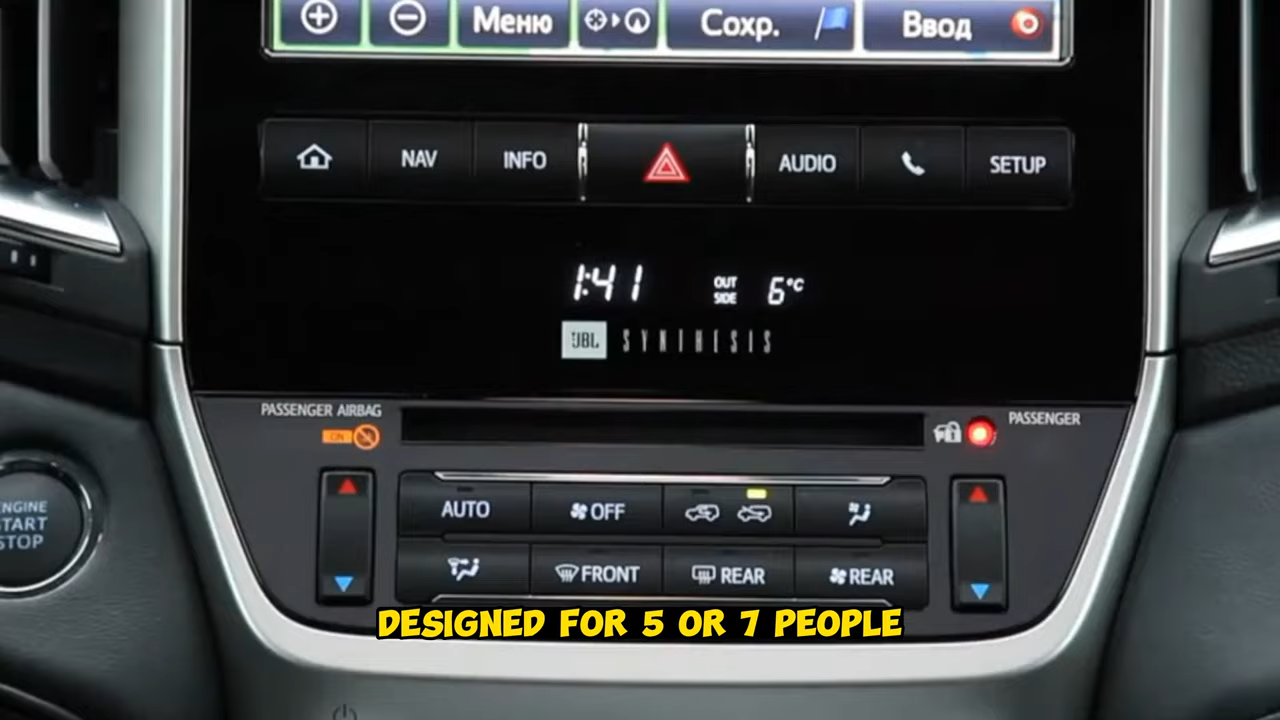 Меню Сохр. Ввод
NAV INFO AUDIO SETUP
1:41 OUT SIDE 6°C
JBL SYNTHESIS
PASSENGER AIRBAG
PASSENGER
ON
ENGINE START STOP
AUTO OFF
FRONT REAR REAR
DESIGNED FOR 5 OR 7 PEOPLE